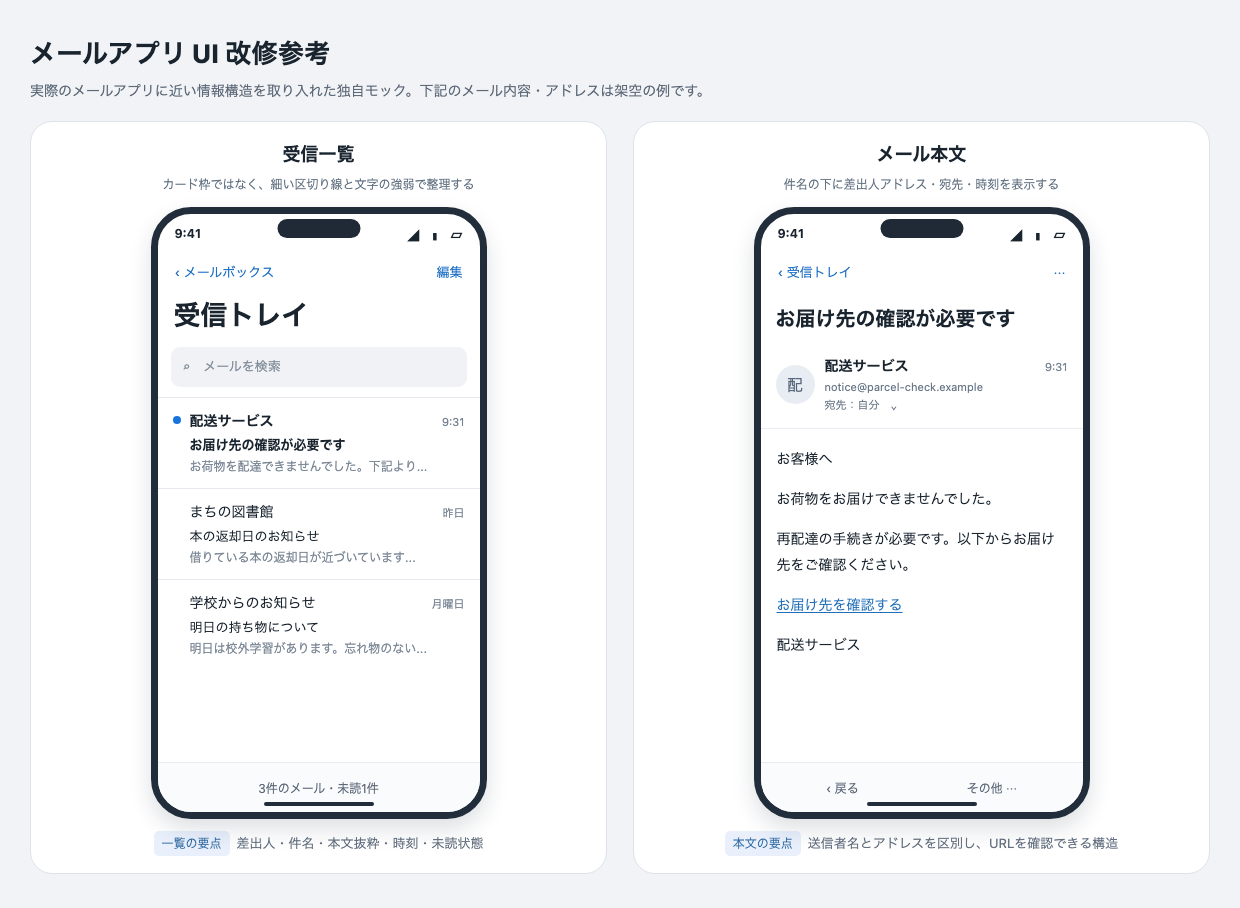 メールアプリ UI 改修参考
実際のメールアプリに近い情報構造を取り入れた独自モック。下記のメール内容・アドレスは架空の例です。
受信一覧
カード枠ではなく、細い区切り線と文字の強弱で整理する
9:41
‹ メールボックス 編集
受信トレイ
メールを検索
配送サービス 9:31
お届け先の確認が必要です
お荷物を配達できませんでした。下記より...
まちの図書館 昨日
本の返却日のお知らせ
借りている本の返却日が近づいています...
学校からのお知らせ 月曜日
明日の持ち物について
明日は校外学習があります。忘れ物のない...
3件のメール・未読1件
一覧の要点 差出人・件名・本文抜粋・時刻・未読状態
メール本文
件名の下に差出人アドレス・宛先・時刻を表示する
9:41
‹ 受信トレイ ···
お届け先の確認が必要です
配
配送サービス 9:31
notice@parcel-check.example
宛先：自分 ⌄
お客様へ
お荷物をお届けできませんでした。
再配達の手続きが必要です。以下からお届け
先をご確認ください。
お届け先を確認する
配送サービス
‹ 戻る その他 ···
本文の要点 送信者名とアドレスを区別し、URLを確認できる構造